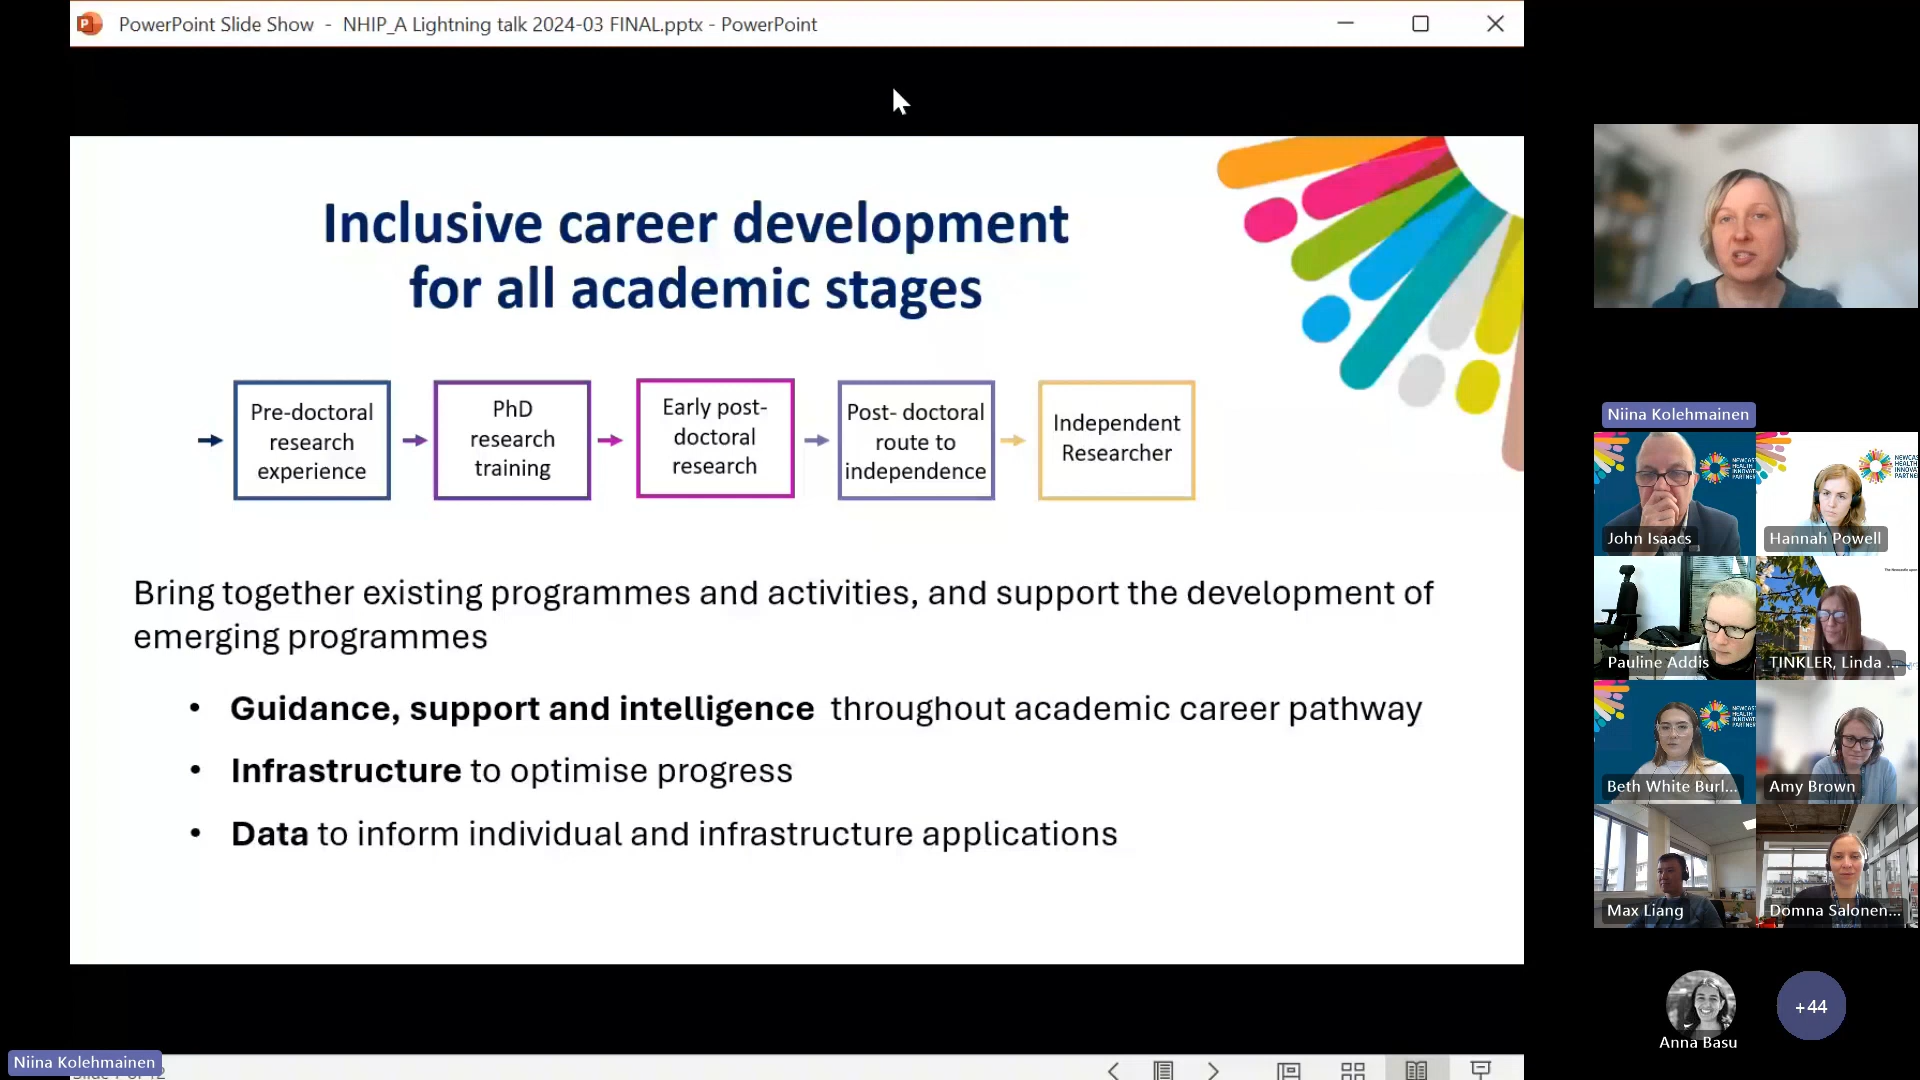 PowerPoint Slide Show - NHIP_A Lightning talk 2024-03 FINAL.pptx - PowerPoint
Inclusive career development
for all academic stages
Pre-doctoral
research
experience
PhD
research
training
Early post-
doctoral
research
Post- doctoral
route to
independence
Independent
Researcher
Bring together existing programmes and activities, and support the development of
emerging programmes
• Guidance, support and intelligence throughout academic career pathway
• Infrastructure to optimise progress
• Data to inform individual and infrastructure applications
Niina Kolehmainen
John Isaacs
Hannah Powell
Pauline Addis
TINKLER, Linda ...
Beth White Burl...
Amy Brown
Max Liang
Domna Salonen...
Anna Basu
+44
Niina Kolehmainen